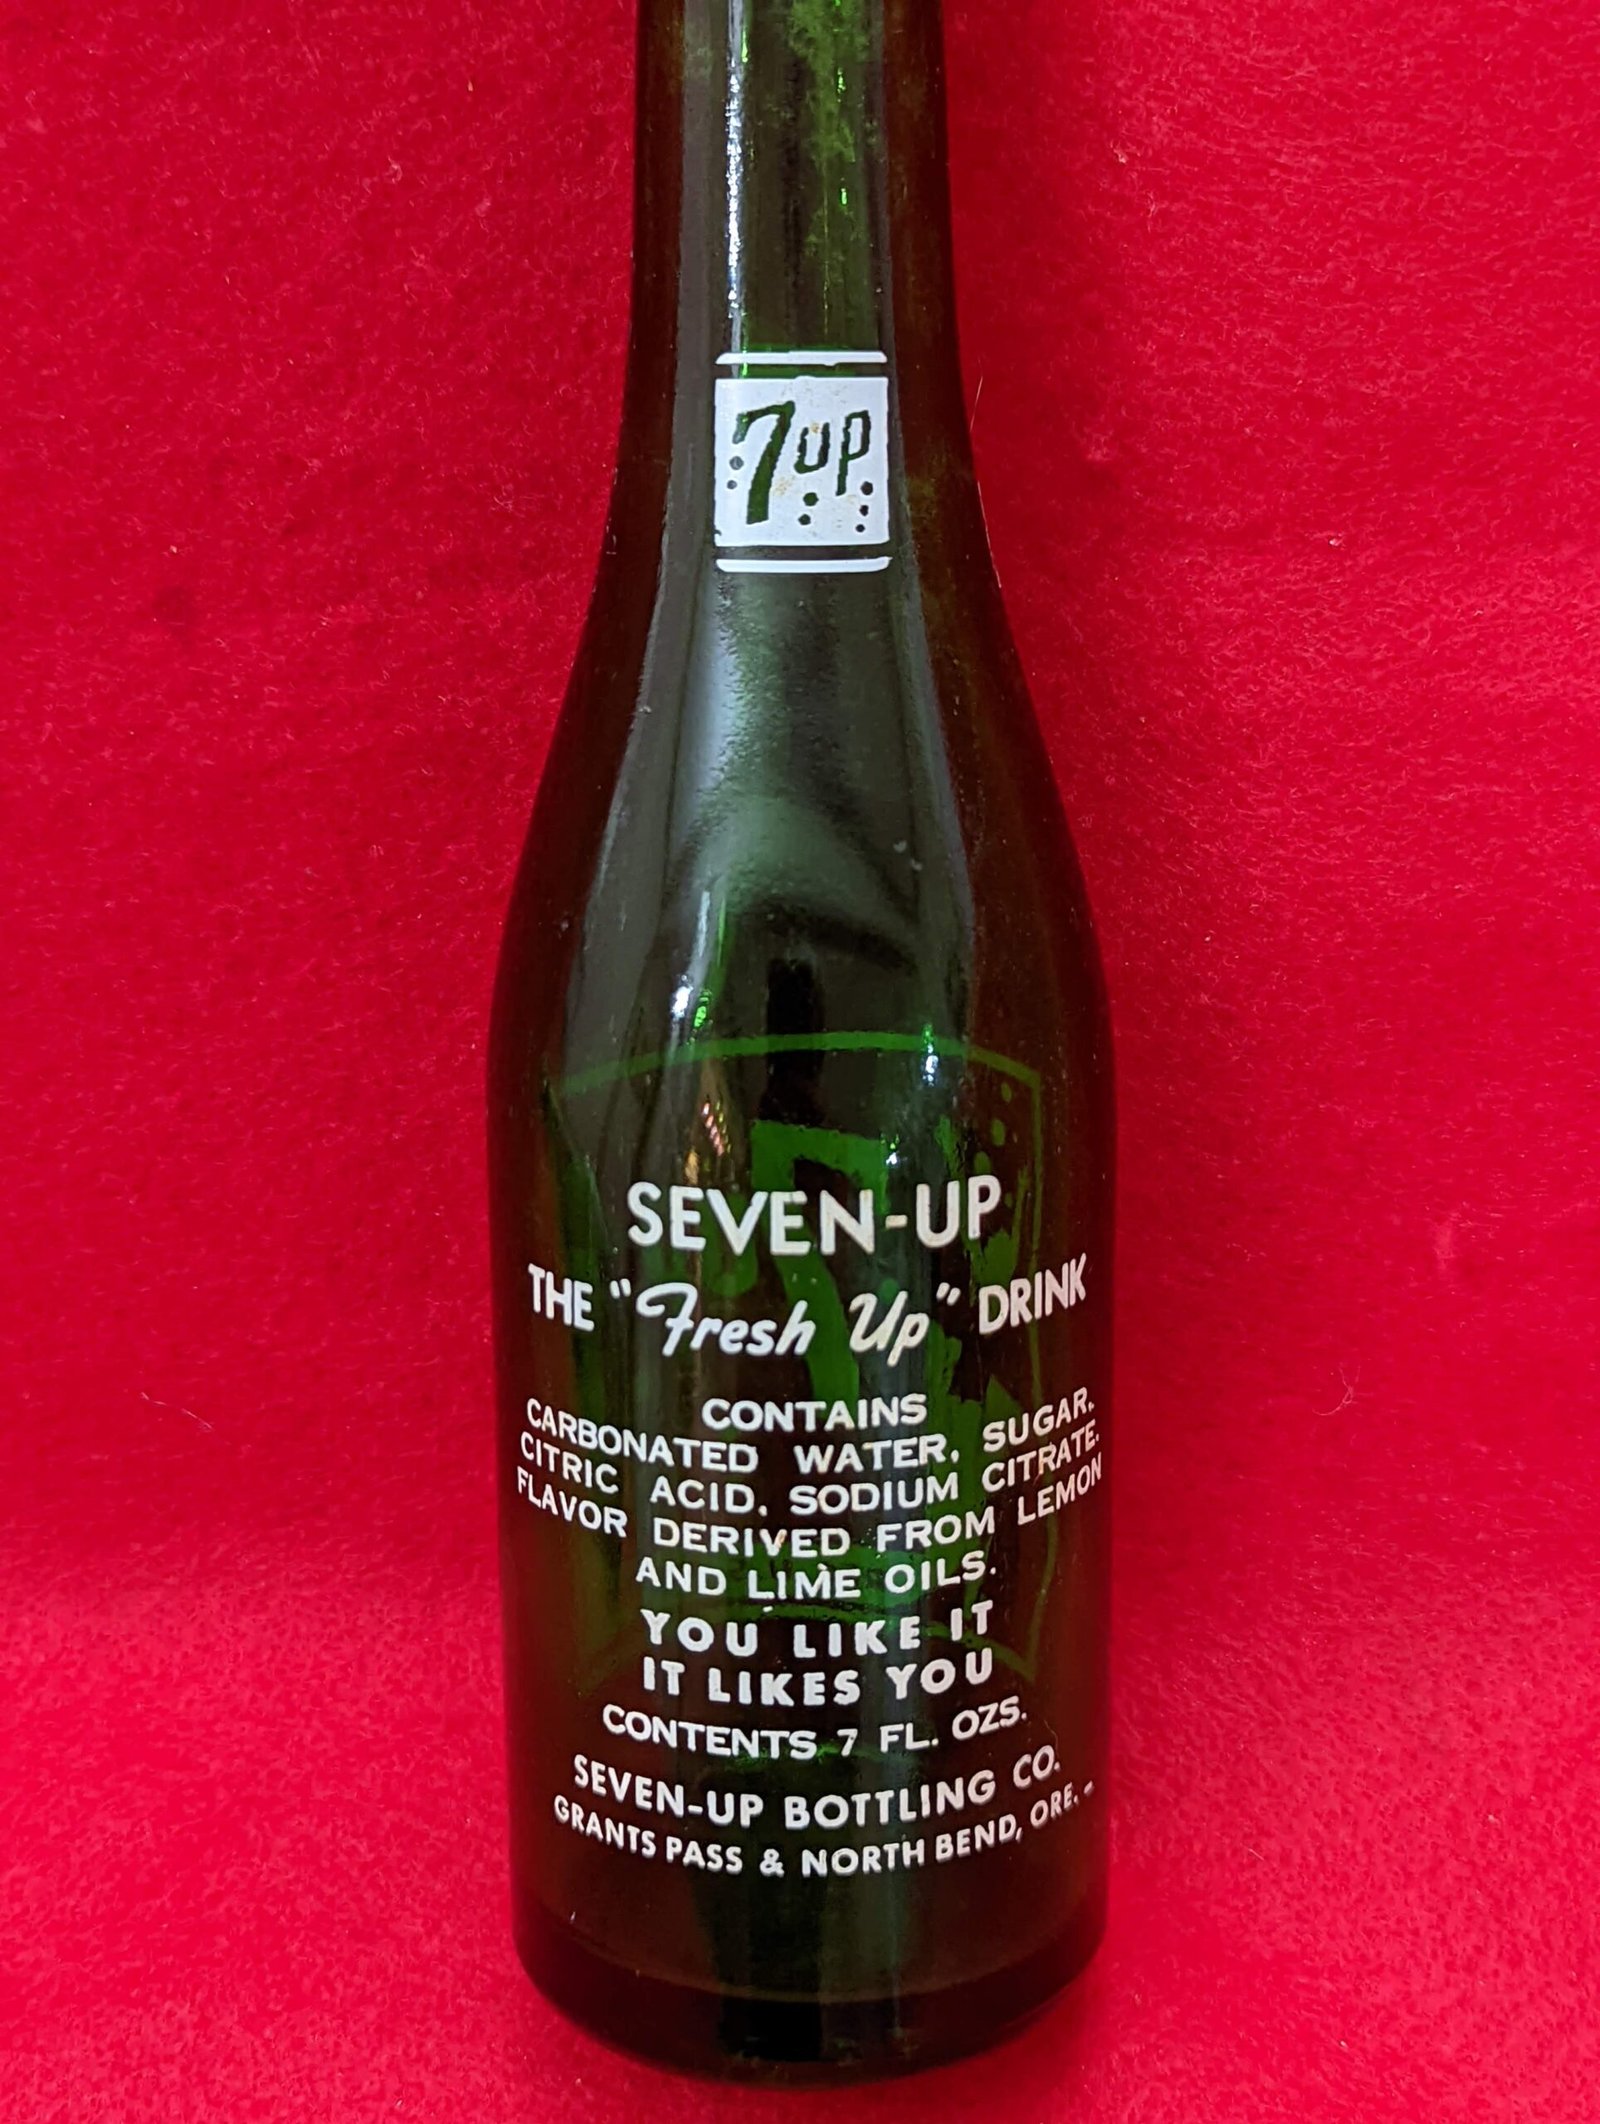 7up
SEVEN-UP
THE "Fresh Up" DRINK
CONTAINS
CARBONATED WATER, SUGAR,
CITRIC ACID, SODIUM CITRATE,
FLAVOR DERIVED FROM LEMON
AND LIME OILS.
YOU LIKE IT
IT LIKES YOU
CONTENTS 7 FL. OZS.
SEVEN-UP BOTTLING CO.
GRANTS PASS & NORTH BEND, ORE. -